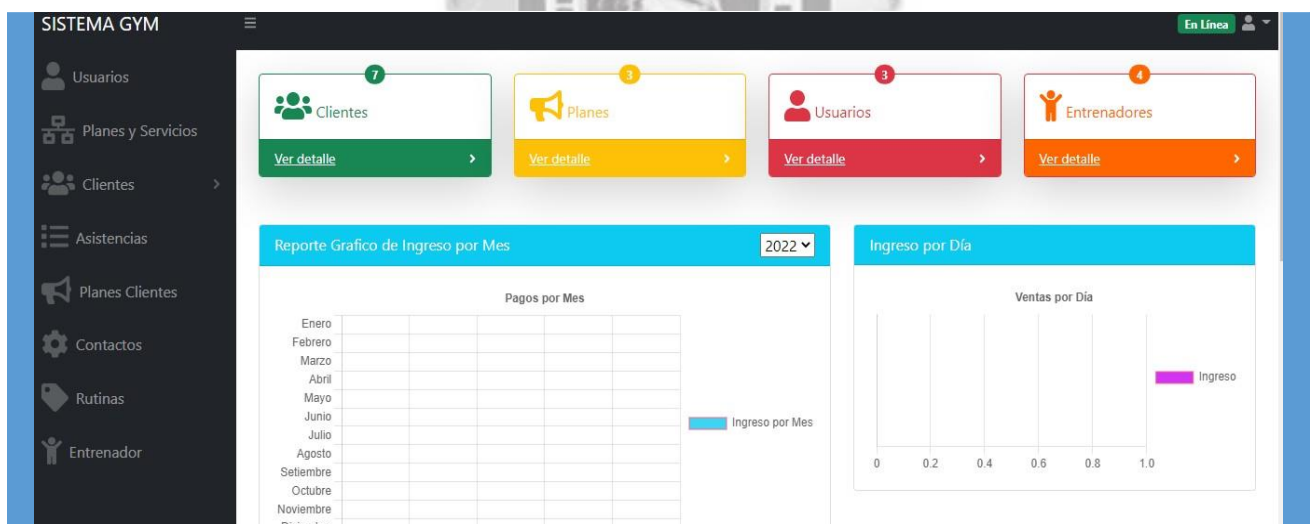 SISTEMA GYM
En Línea
Usuarios
Planes y Servicios
Clientes
Asistencias
Planes Clientes
Contactos
Rutinas
Entrenador
7
Clientes
Ver detalle
3
Planes
Ver detalle
3
Usuarios
Ver detalle
4
Entrenadores
Ver detalle
Reporte Grafico de Ingreso por Mes
2022
Pagos por Mes
Enero
Febrero
Marzo
Abril
Mayo
Junio
Julio
Agosto
Setiembre
Octubre
Noviembre
Ingreso por Mes
Ingreso por Día
Ventas por Día
Ingreso
0 0.2 0.4 0.6 0.8 1.0